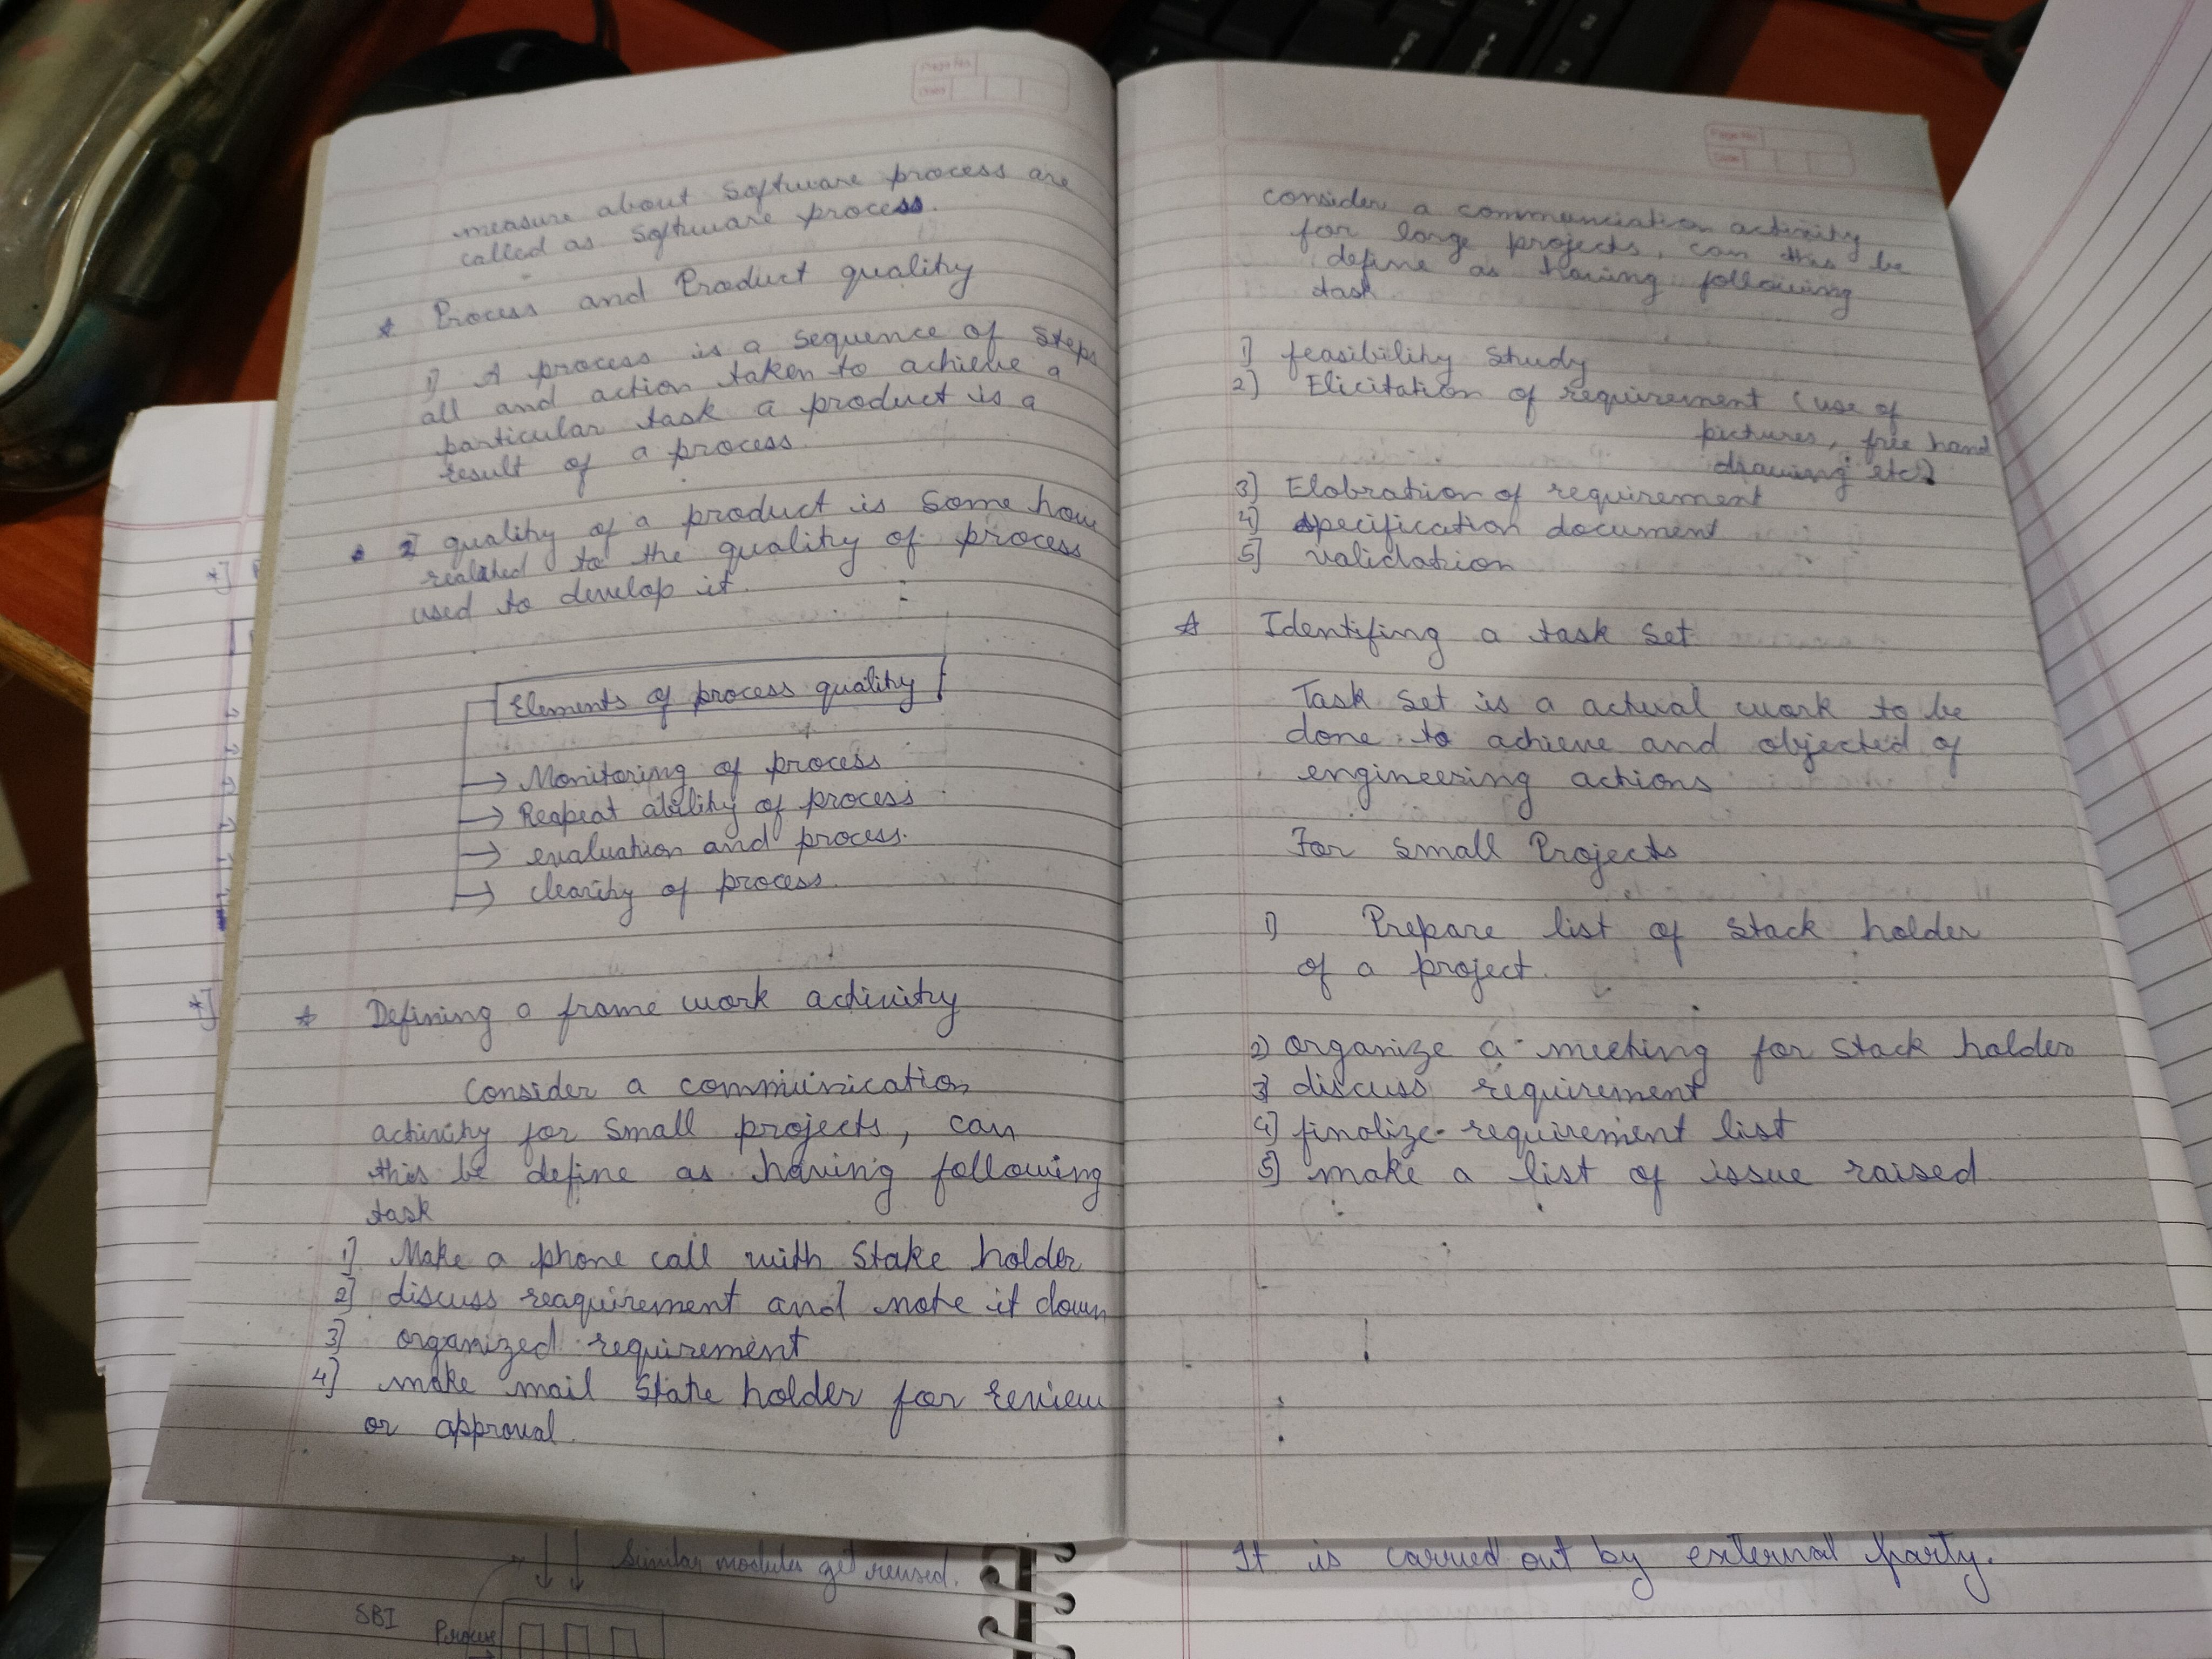 Page No.
Date
measure about Software process are
called as Software process.
* Process and Product quality
1) A process is a sequence of Steps
all and action taken to achieve a
particular task a product is a
result of a process.
2 quality of a product is Some how
realated to the quality of process
used to develop it.
Elements of process quality
→ Monitoring of process
→ Reapeat ability of process
→ evaluation and process.
→ clearity of process.
* Defining a frame work activity
Consider a communication
activity for Small projects, can
this be define as having following
task
1] Make a phone call with Stake holder
2] discuss reaquirement and note it down
3] organized requirement
4] make mail State holder for review
or approval.
Page No.
Date
consider a communciation activity
for large projects, can this be
define as having following
task.
1) feasibility Study
2) Elicitation of requirement (use of
pictures, free hand
drawing etc)
3] Elobration of requirement
4] specification document
5] validation
* Identifing a task Set
Task Set is a actual work to be
done to achieve and objected of
engineering actions
For Small Projects
1) Prepare list of Stack holder
of a project.
2) organize a meeting for Stack holder
3) discuss requirement
4] finalize requirement list
5] make a list of issue raised
Similar modules get reused.
SBI
It is carried out by external party.